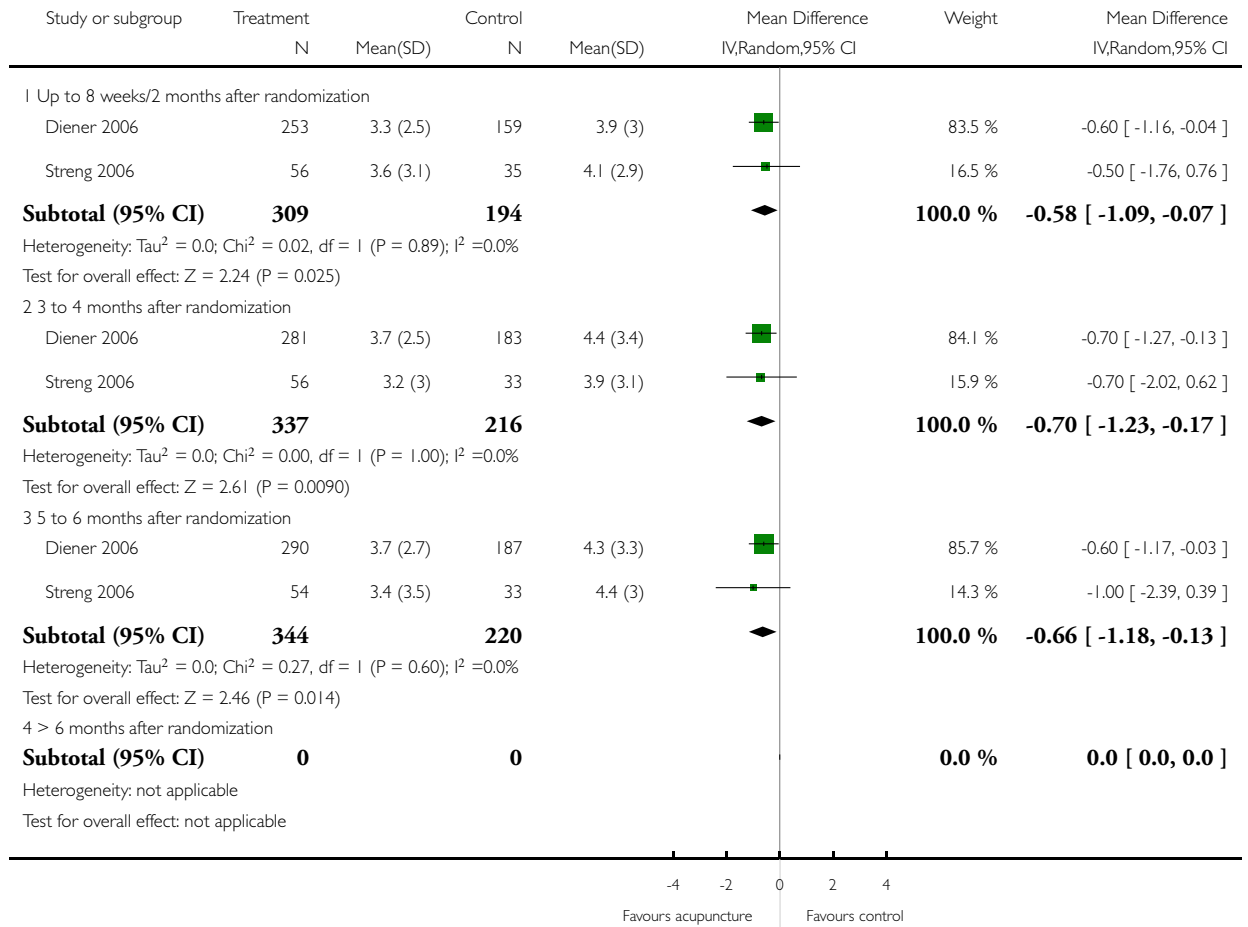 Study or subgroup Treatment Control Mean Difference Weight Mean Difference
N Mean(SD) N Mean(SD) IV,Random,95% CI IV,Random,95% CI
1 Up to 8 weeks/2 months after randomization
Diener 2006 253 3.3 (2.5) 159 3.9 (3) 83.5 % -0.60 [ -1.16, -0.04 ]
Streng 2006 56 3.6 (3.1) 35 4.1 (2.9) 16.5 % -0.50 [ -1.76, 0.76 ]
Subtotal (95% CI) 309 194 100.0 % -0.58 [ -1.09, -0.07 ]
Heterogeneity: Tau² = 0.0; Chi² = 0.02, df = 1 (P = 0.89); I² =0.0%
Test for overall effect: Z = 2.24 (P = 0.025)
2 3 to 4 months after randomization
Diener 2006 281 3.7 (2.5) 183 4.4 (3.4) 84.1 % -0.70 [ -1.27, -0.13 ]
Streng 2006 56 3.2 (3) 33 3.9 (3.1) 15.9 % -0.70 [ -2.02, 0.62 ]
Subtotal (95% CI) 337 216 100.0 % -0.70 [ -1.23, -0.17 ]
Heterogeneity: Tau² = 0.0; Chi² = 0.00, df = 1 (P = 1.00); I² =0.0%
Test for overall effect: Z = 2.61 (P = 0.0090)
3 5 to 6 months after randomization
Diener 2006 290 3.7 (2.7) 187 4.3 (3.3) 85.7 % -0.60 [ -1.17, -0.03 ]
Streng 2006 54 3.4 (3.5) 33 4.4 (3) 14.3 % -1.00 [ -2.39, 0.39 ]
Subtotal (95% CI) 344 220 100.0 % -0.66 [ -1.18, -0.13 ]
Heterogeneity: Tau² = 0.0; Chi² = 0.27, df = 1 (P = 0.60); I² =0.0%
Test for overall effect: Z = 2.46 (P = 0.014)
4 > 6 months after randomization
Subtotal (95% CI) 0 0 0.0 % 0.0 [ 0.0, 0.0 ]
Heterogeneity: not applicable
Test for overall effect: not applicable
-4 -2 0 2 4
Favours acupuncture Favours control